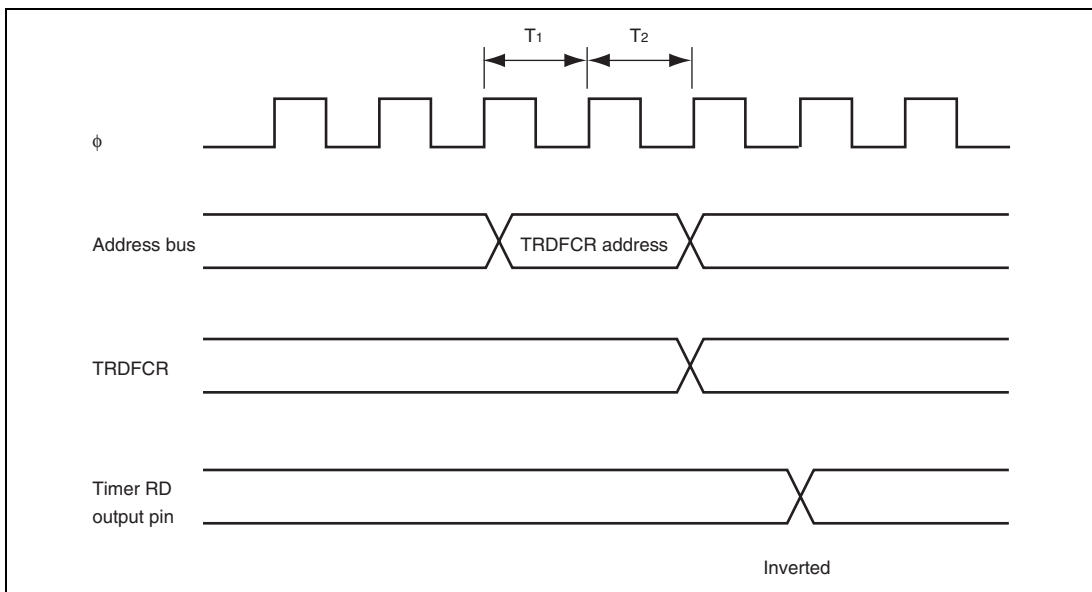 T1 T2
ϕ
Address bus TRDFCR address
TRDFCR
Timer RD
output pin
Inverted